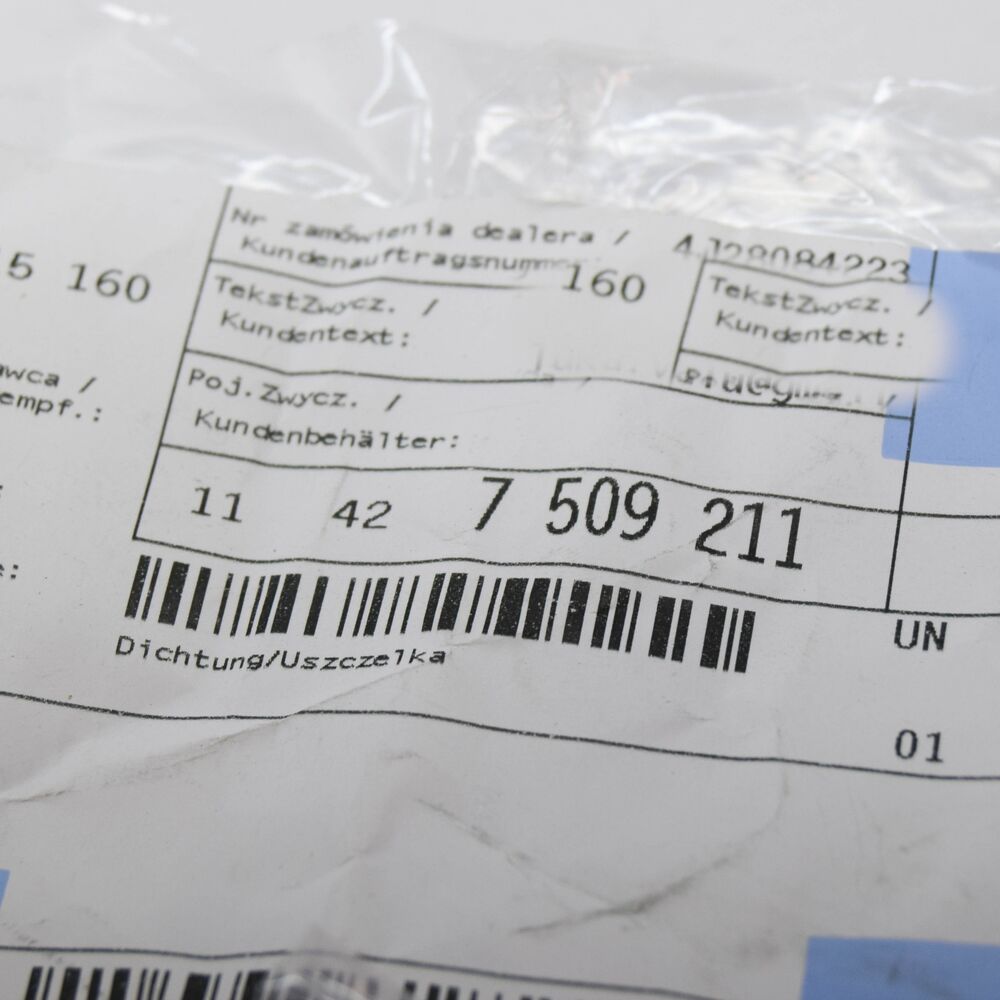 Nr zamówienia dealera /
Kundenauftragsnummer
5 160
160
TekstZwycz. /
Kundentext:
TekstZwycz. /
Kundentext:
awca /
empf.:
Poj.Zwycz. /
Kundenbehälter:
11 42 7 509 211
e:
Dichtung/Uszczelka
UN
01